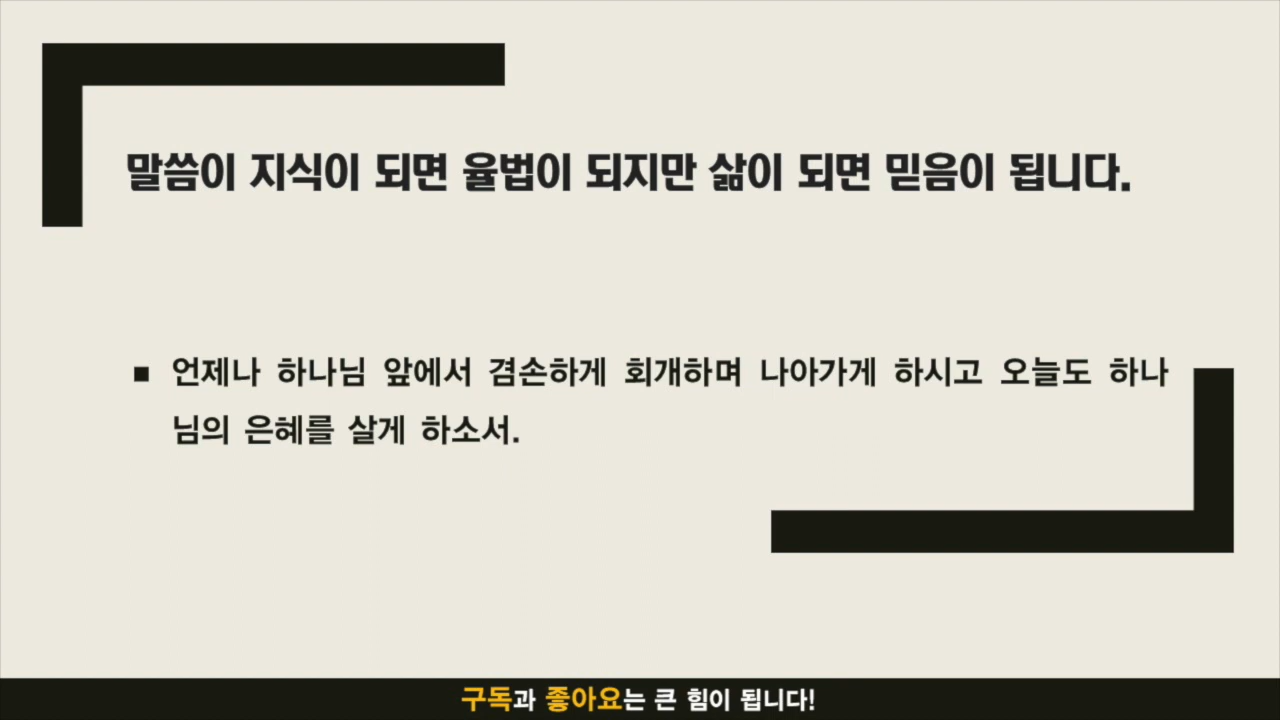 말씀이 지식이 되면 율법이 되지만 삶이 되면 믿음이 됩니다.
■ 언제나 하나님 앞에서 겸손하게 회개하며 나아가게 하시고 오늘도 하나
님의 은혜를 살게 하소서.
구독과 좋아요는 큰 힘이 됩니다!